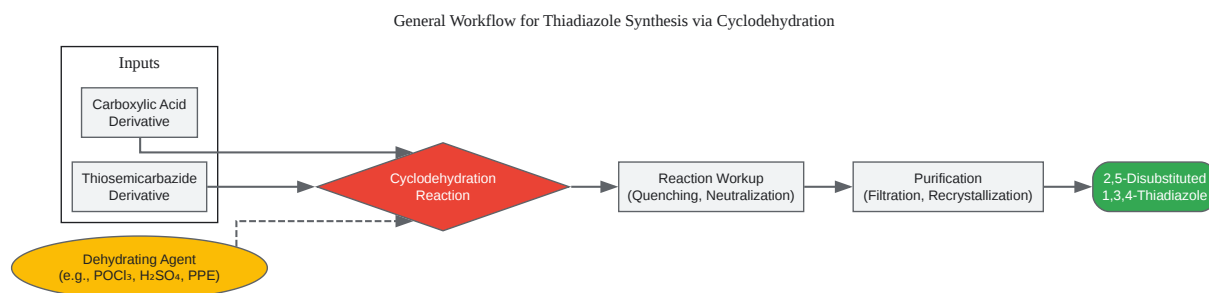 General Workflow for Thiadiazole Synthesis via Cyclodehydration
Inputs
Carboxylic Acid
Derivative
Thiosemicarbazide
Derivative
Dehydrating Agent
(e.g., POCl₃, H₂SO₄, PPE)
Cyclodehydration
Reaction
Reaction Workup
(Quenching, Neutralization)
Purification
(Filtration, Recrystallization)
2,5-Disubstituted
1,3,4-Thiadiazole